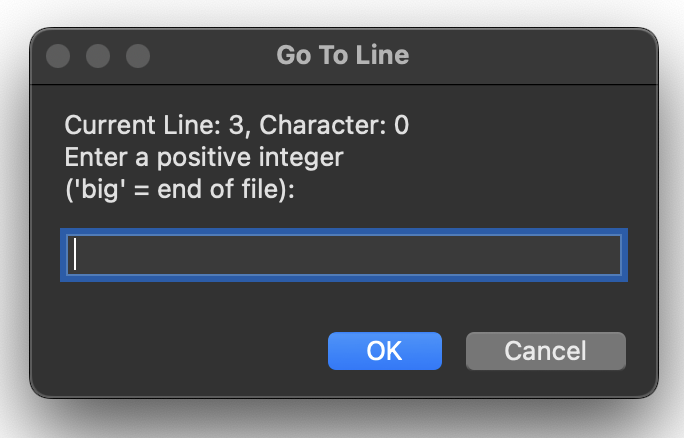 Go To Line
Current Line: 3, Character: 0
Enter a positive integer
('big' = end of file):
OK
Cancel